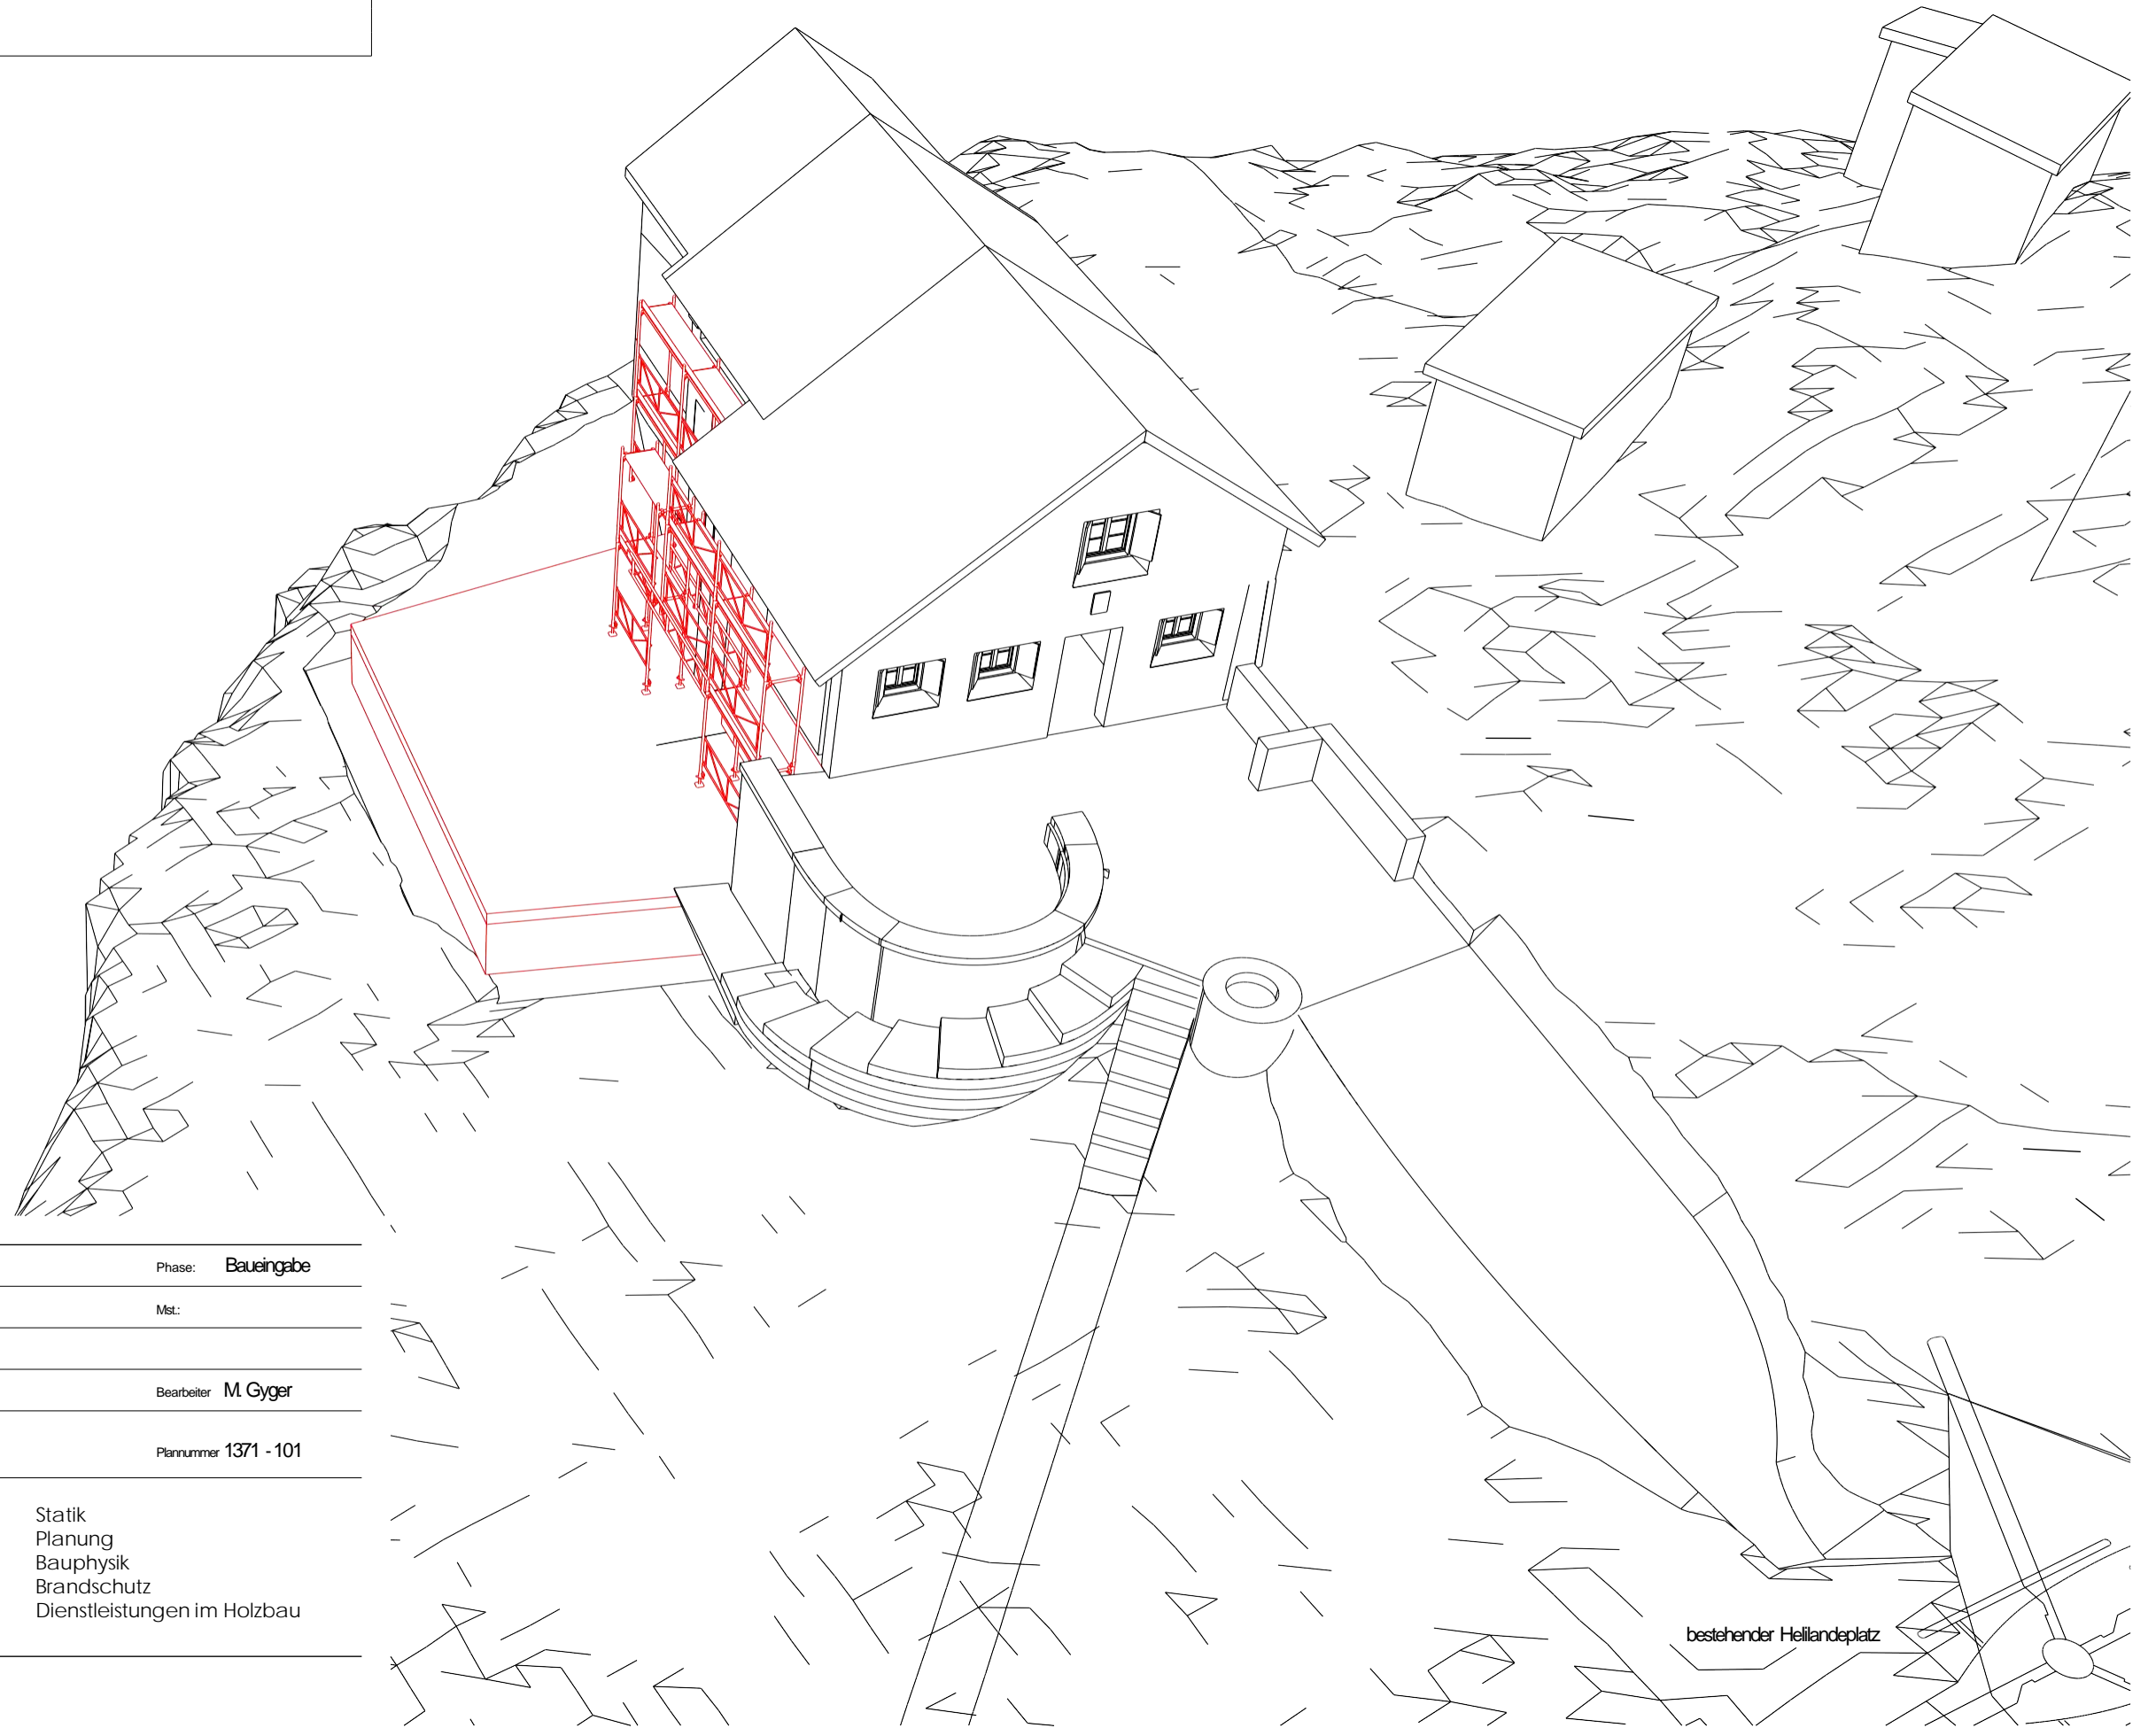 Phase: Baueingabe
Mst.:
Bearbeiter M. Gyger
Plannummer 1371 - 101
Statik
Planung
Bauphysik
Brandschutz
Dienstleistungen im Holzbau
bestehender Helilandeplatz